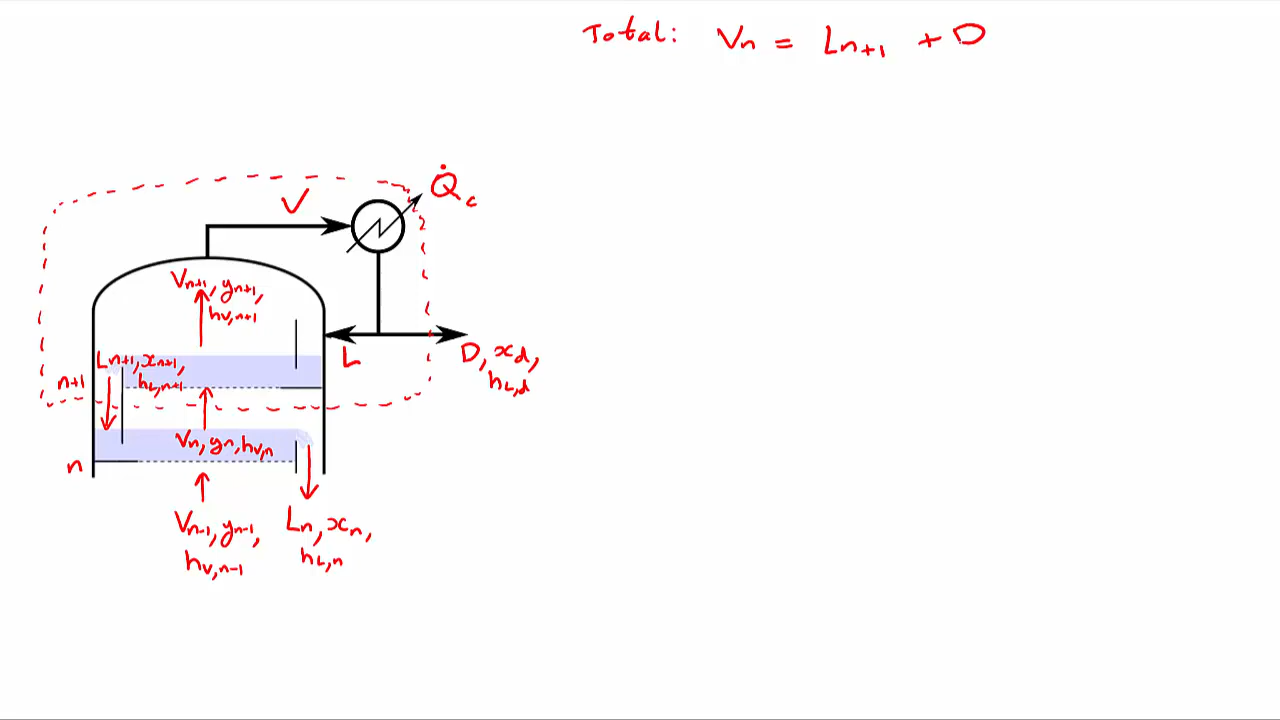 Total: Vn = Ln+1 + D
Q̇c
V
Vn+1, yn+1,
hv,n+1
L
D, xd,
hL,d
Ln+1, xn+1,
hL,n+1
n+1
Vn, yn, hv,n
n
Vn-1, yn-1,
hv,n-1
Ln, xn,
hL,n